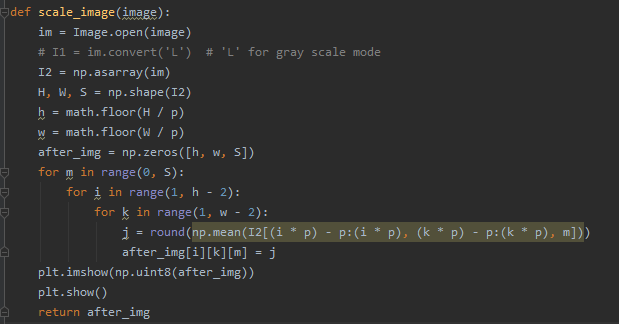 def scale_image(image):
    im = Image.open(image)
    # I1 = im.convert('L')  # 'L' for gray scale mode
    I2 = np.asarray(im)
    H, W, S = np.shape(I2)
    h = math.floor(H / p)
    w = math.floor(W / p)
    after_img = np.zeros([h, w, S])
    for m in range(0, S):
        for i in range(1, h - 2):
            for k in range(1, w - 2):
                j = round(np.mean(I2[(i * p) - p:(i * p), (k * p) - p:(k * p), m]))
                after_img[i][k][m] = j
    plt.imshow(np.uint8(after_img))
    plt.show()
    return after_img